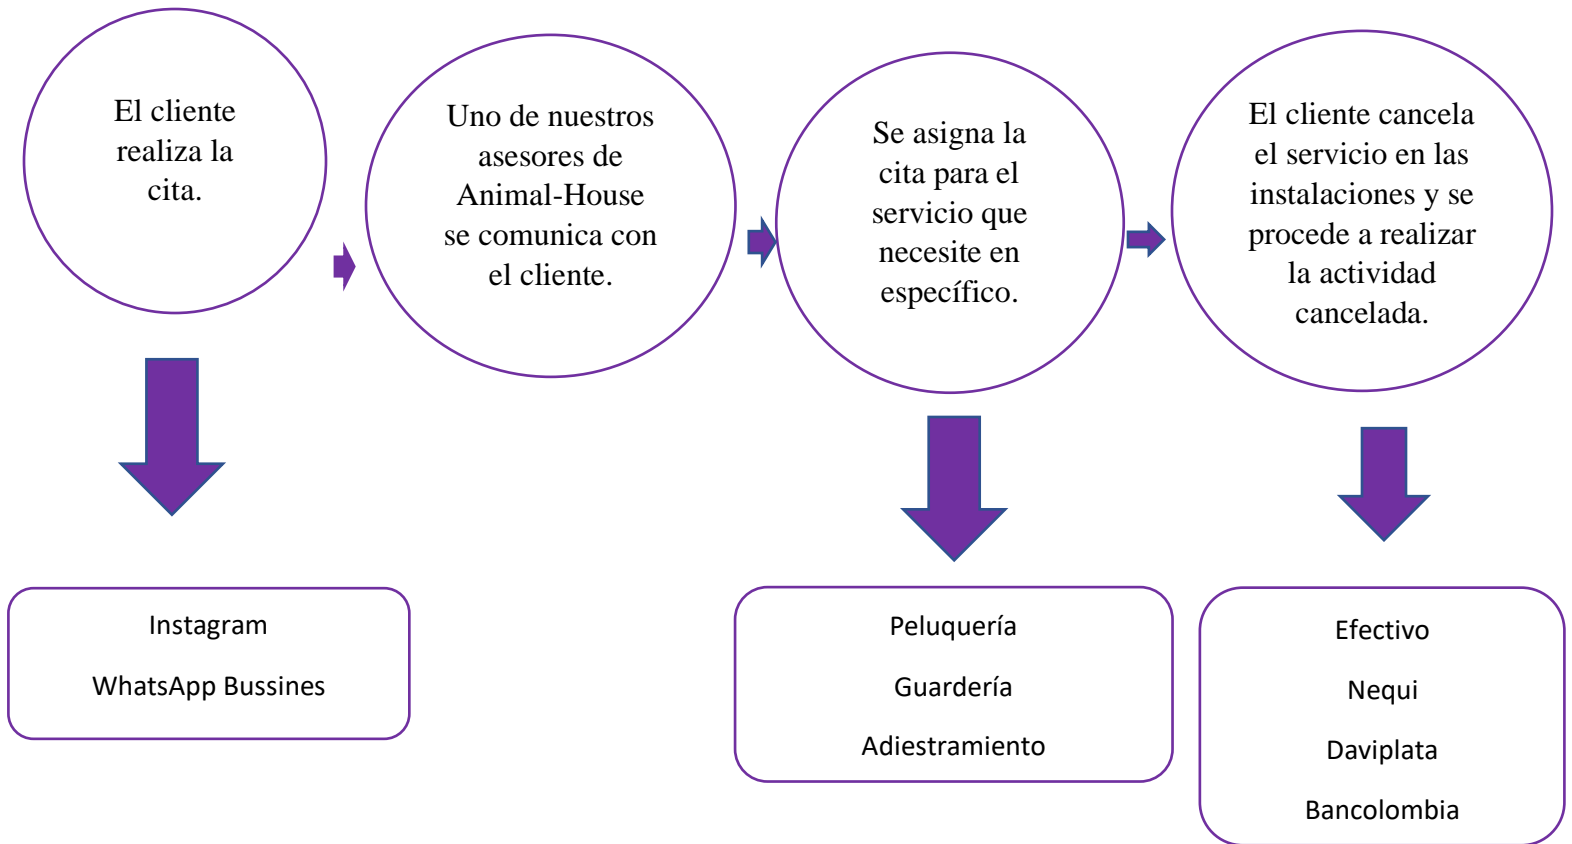 El cliente
realiza la
cita.
Uno de nuestros
asesores de
Animal-House
se comunica con
el cliente.
Se asigna la
cita para el
servicio que
necesite en
específico.
El cliente cancela
el servicio en las
instalaciones y se
procede a realizar
la actividad
cancelada.
Instagram
WhatsApp Bussines
Peluquería
Guardería
Adiestramiento
Efectivo
Nequi
Daviplata
Bancolombia